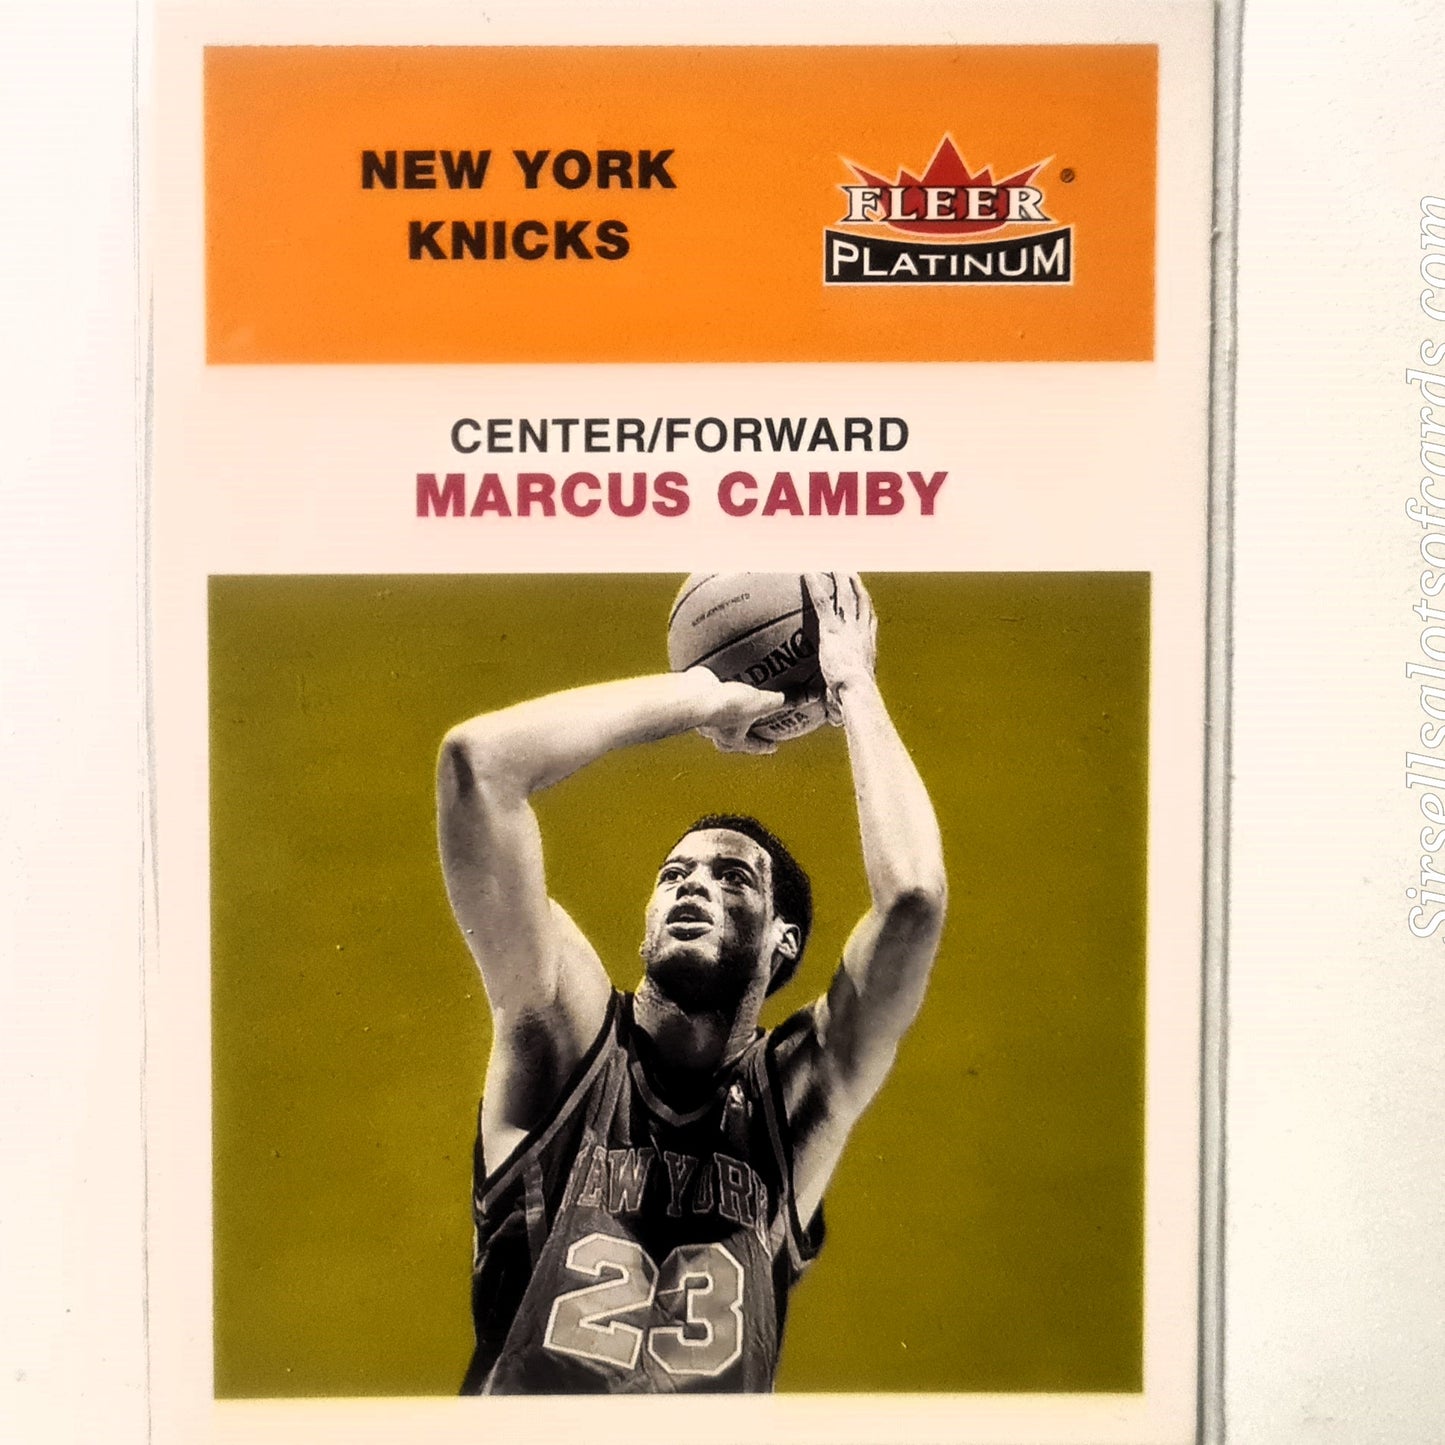 NEW YORK
KNICKS
FLEER ®
PLATINUM
CENTER/FORWARD
MARCUS CAMBY
NEW YORK
23
Sirsellsalotsofcards.com